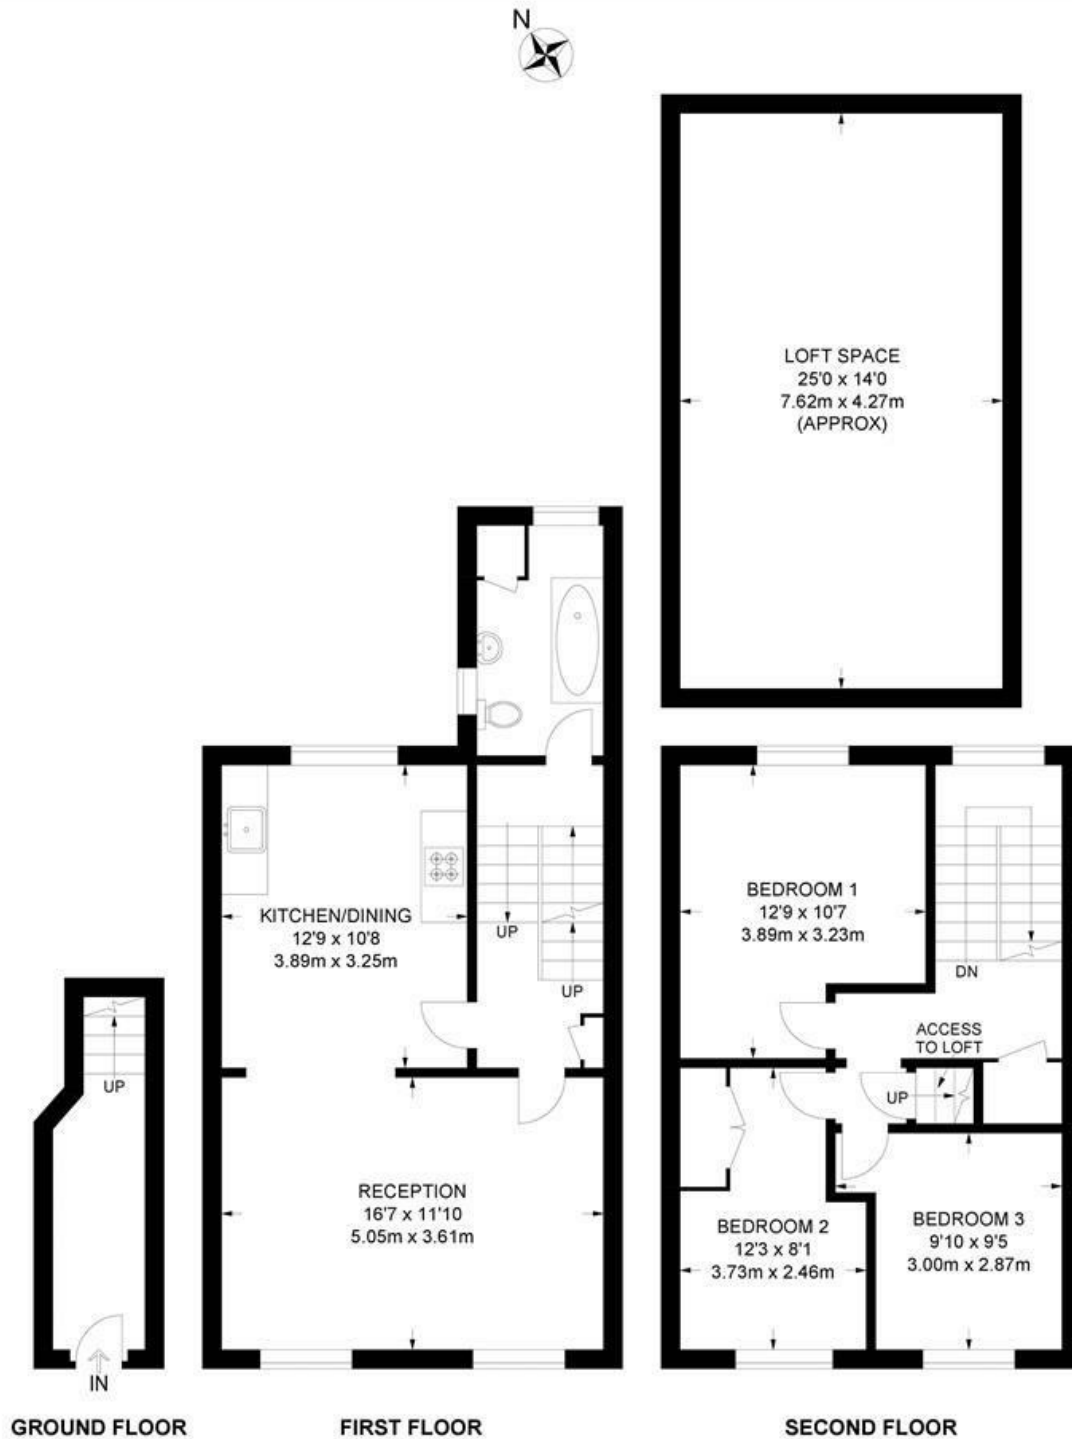 N
LOFT SPACE
25'0 x 14'0
7.62m x 4.27m
(APPROX)
KITCHEN/DINING
12'9 x 10'8
3.89m x 3.25m
UP
UP
BEDROOM 1
12'9 x 10'7
3.89m x 3.23m
DN
ACCESS
TO LOFT
UP
UP
RECEPTION
16'7 x 11'10
5.05m x 3.61m
BEDROOM 2
12'3 x 8'1
3.73m x 2.46m
BEDROOM 3
9'10 x 9'5
3.00m x 2.87m
IN
GROUND FLOOR
FIRST FLOOR
SECOND FLOOR